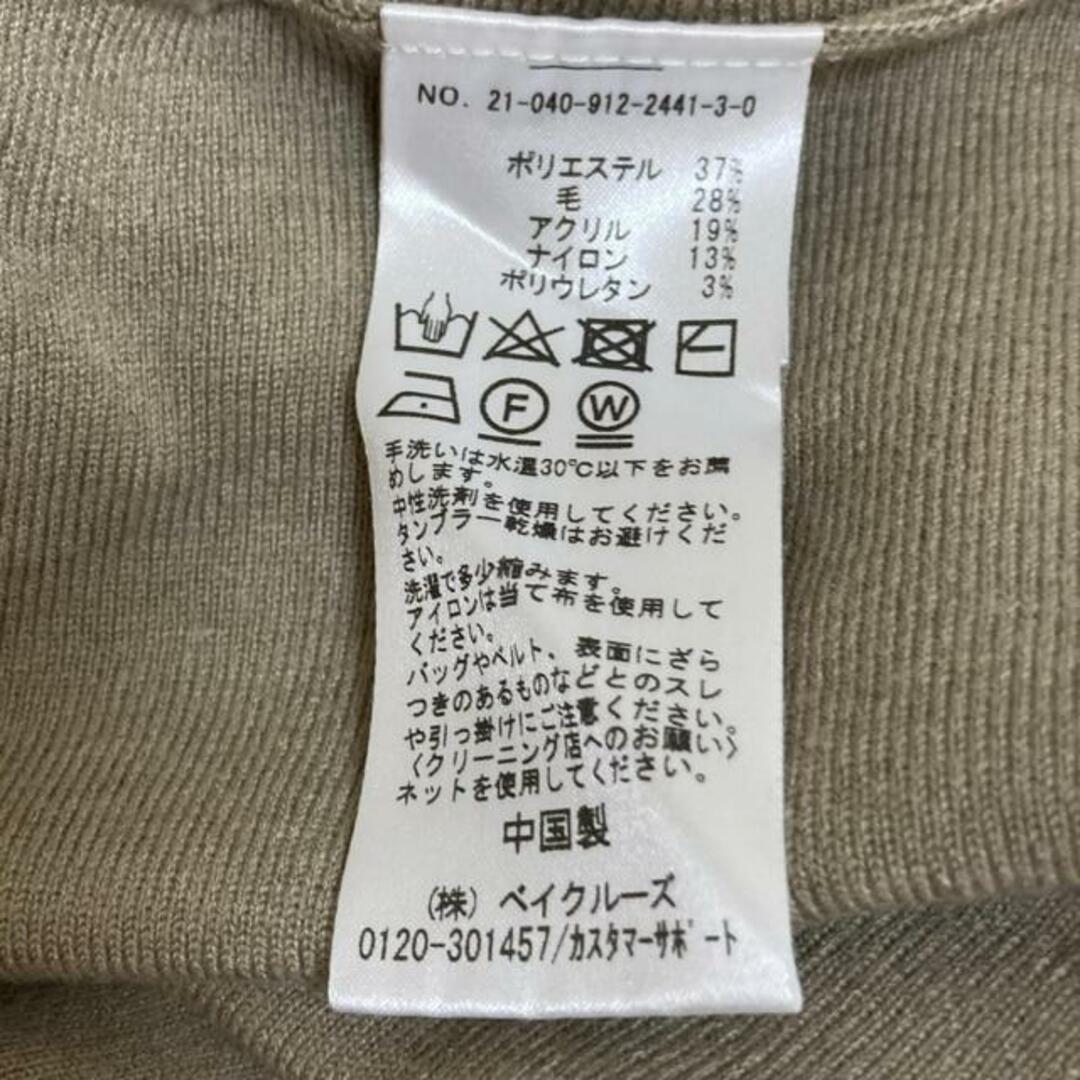 NO. 21-040-912-2441-3-0
ポリエステル 37%
毛 28%
アクリル 19%
ナイロン 13%
ポリウレタン 3%
F W
手洗いは水温30℃以下をお薦
めします。
中性洗剤を使用してください。
タンブラー乾燥はお避けくだ
さい。
洗濯で多少縮みます。
アイロンは当て布を使用して
ください。
バッグやベルト、表面にざら
つきのあるものなどとのスレ
や引っ掛けにご注意ください。
〈クリーニング店へのお願い〉
ネットを使用してください。
中国製
(株) ベイクルーズ
0120-301457/カスタマーサポート